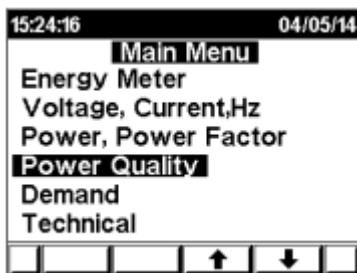 15:24:16 04/05/14
Main Menu
Energy Meter
Voltage, Current,Hz
Power, Power Factor
Power Quality
Demand
Technical